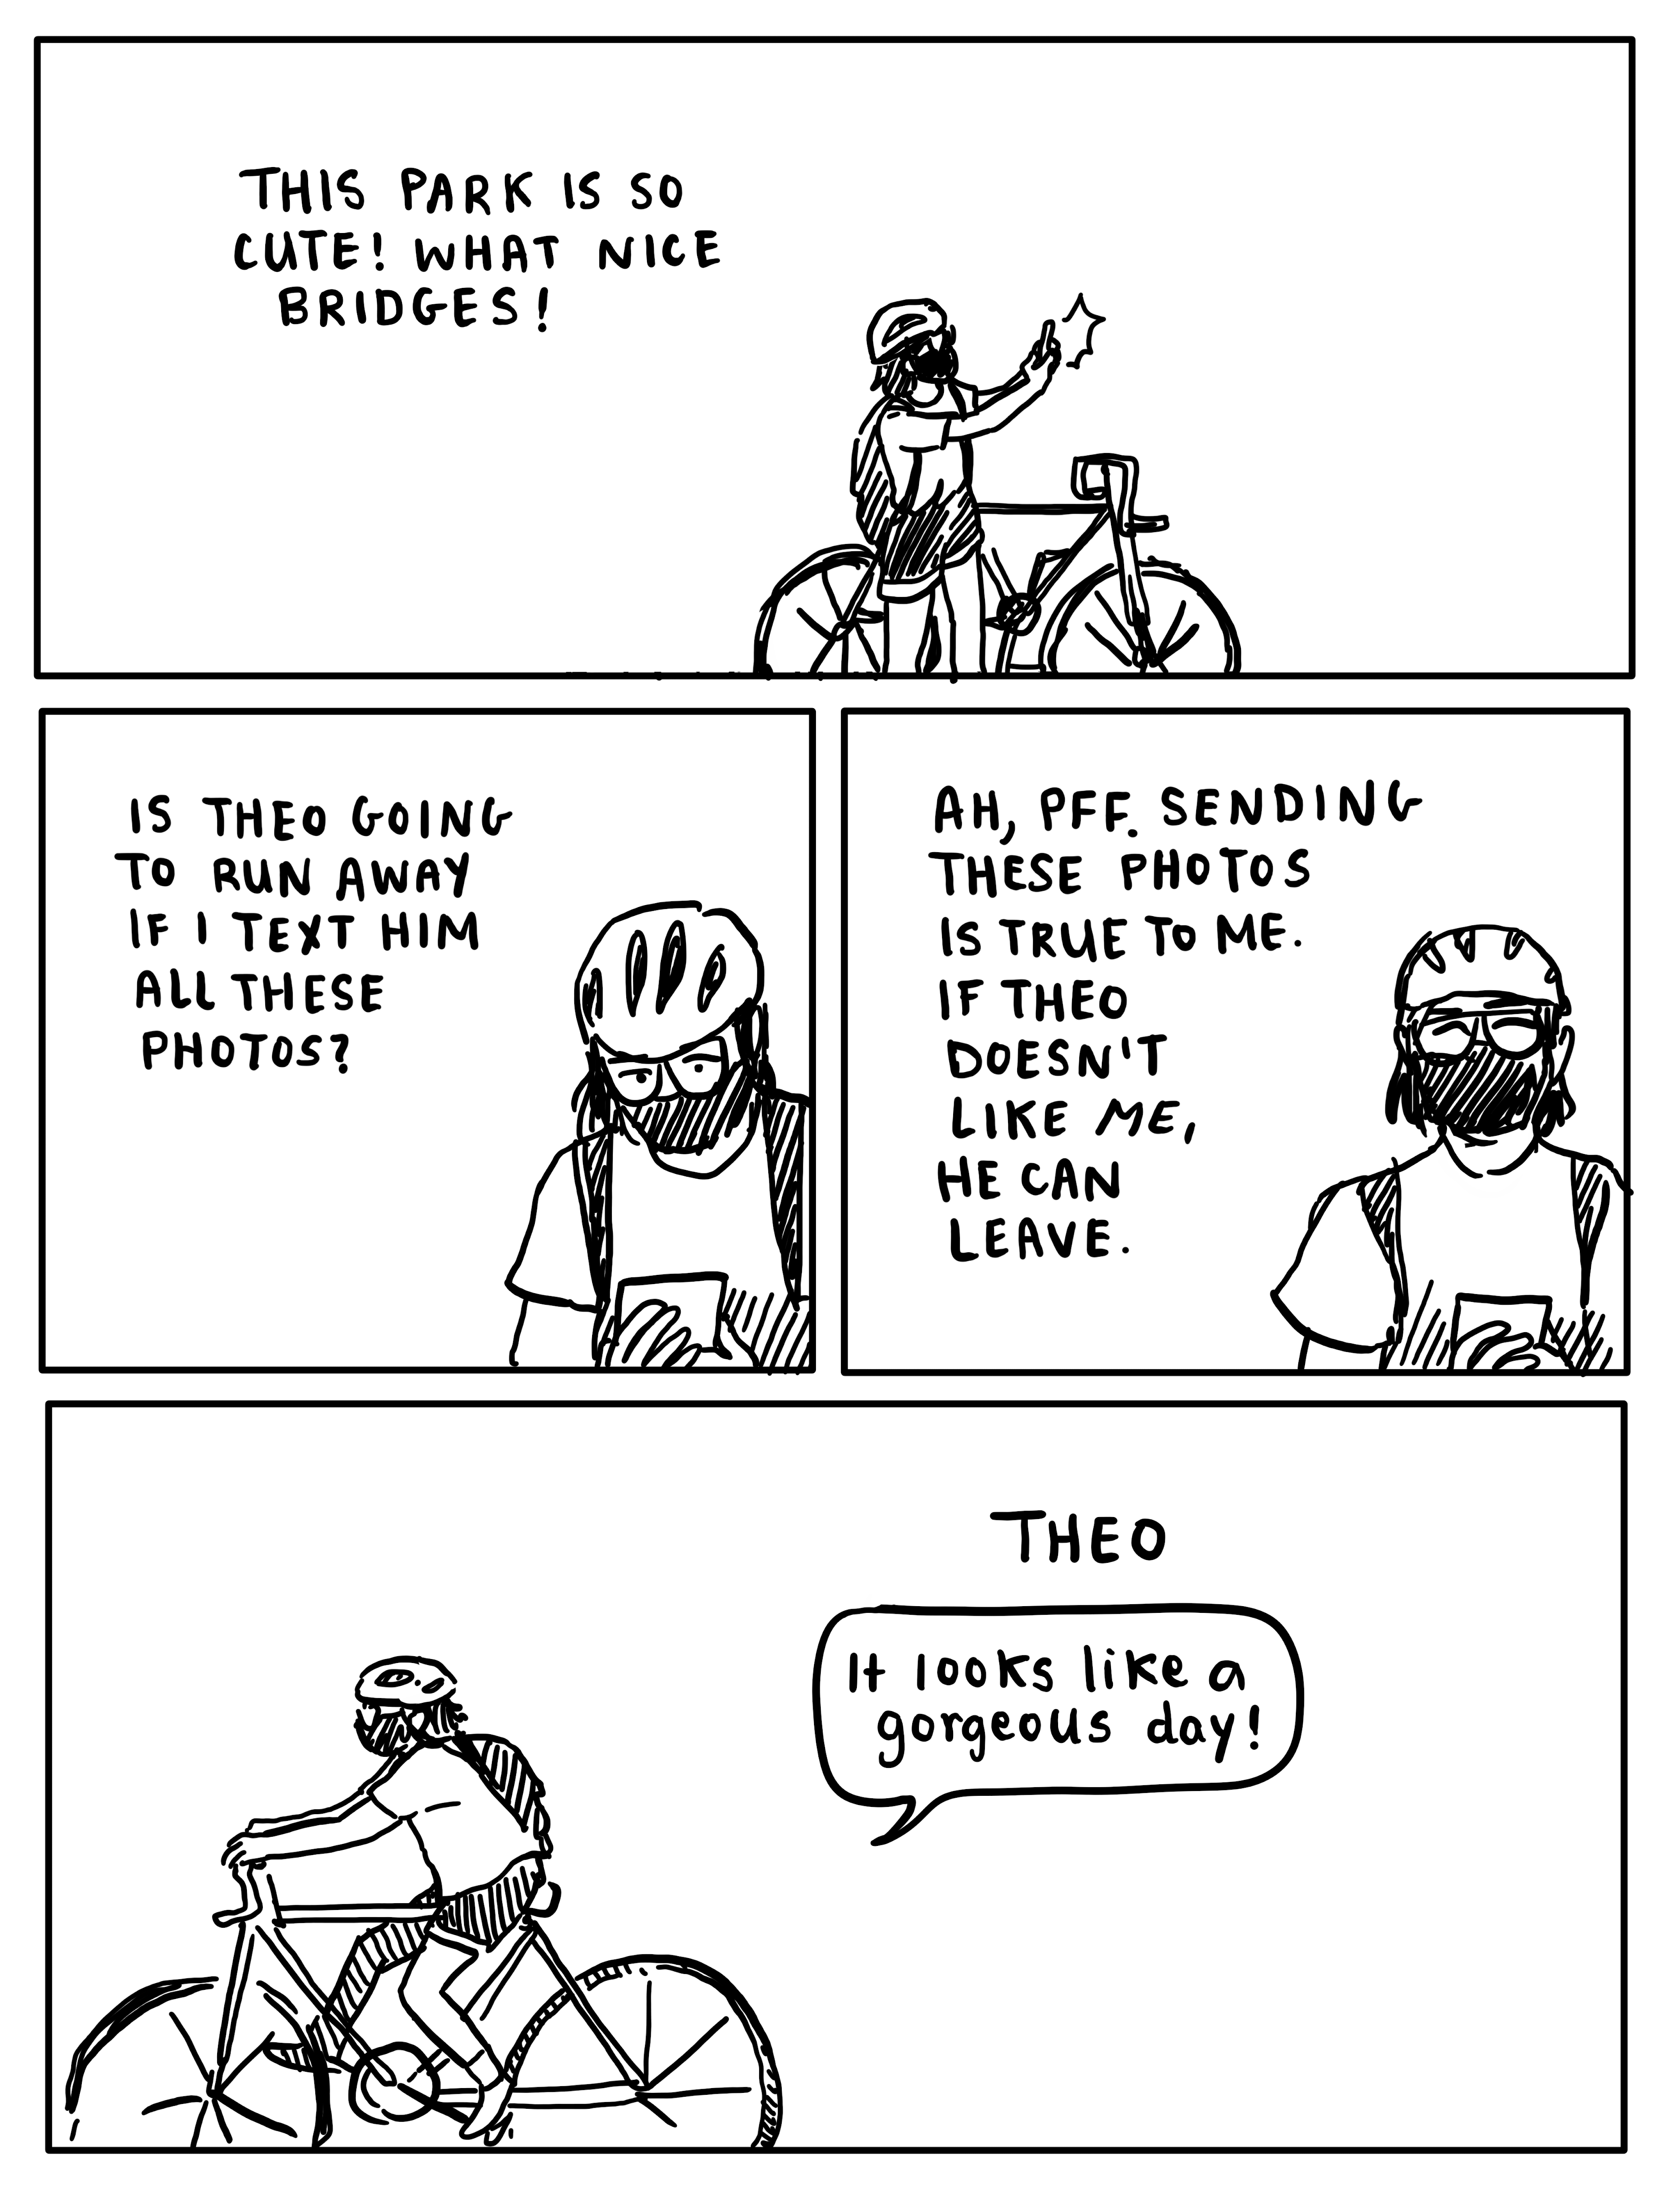 THIS PARK IS SO
CUTE! WHAT NICE
BRIDGES!
IS THEO GOING
TO RUN AWAY
IF I TEXT HIM
ALL THESE
PHOTOS?
AH, PFF. SENDING
THESE PHOTOS
IS TRUE TO ME.
IF THEO
DOESN'T
LIKE ME,
HE CAN
LEAVE.
THEO
It looks like a
gorgeous day!